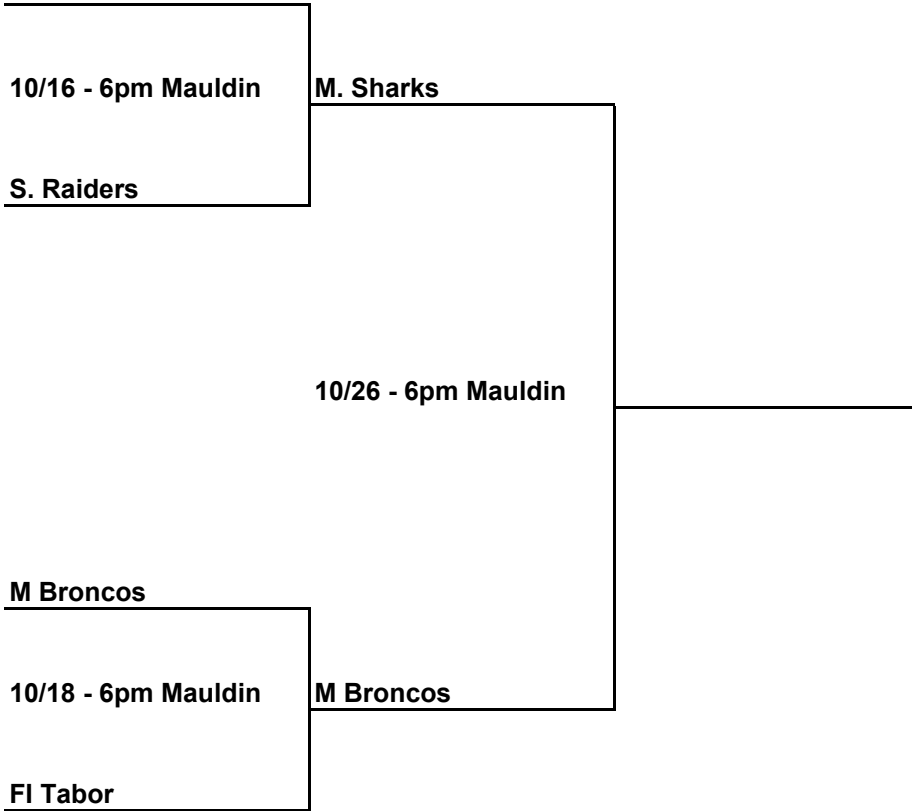 10/16 - 6pm Mauldin
M. Sharks
S. Raiders
10/26 - 6pm Mauldin
M Broncos
10/18 - 6pm Mauldin
M Broncos
FI Tabor